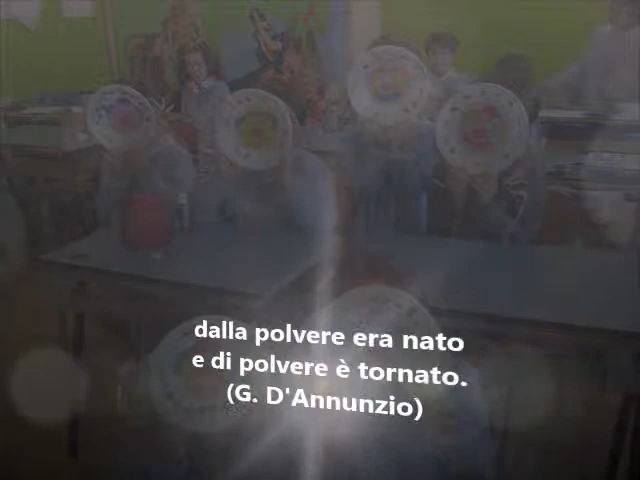 dalla polvere era nato
e di polvere è tornato.
(G. D'Annunzio)